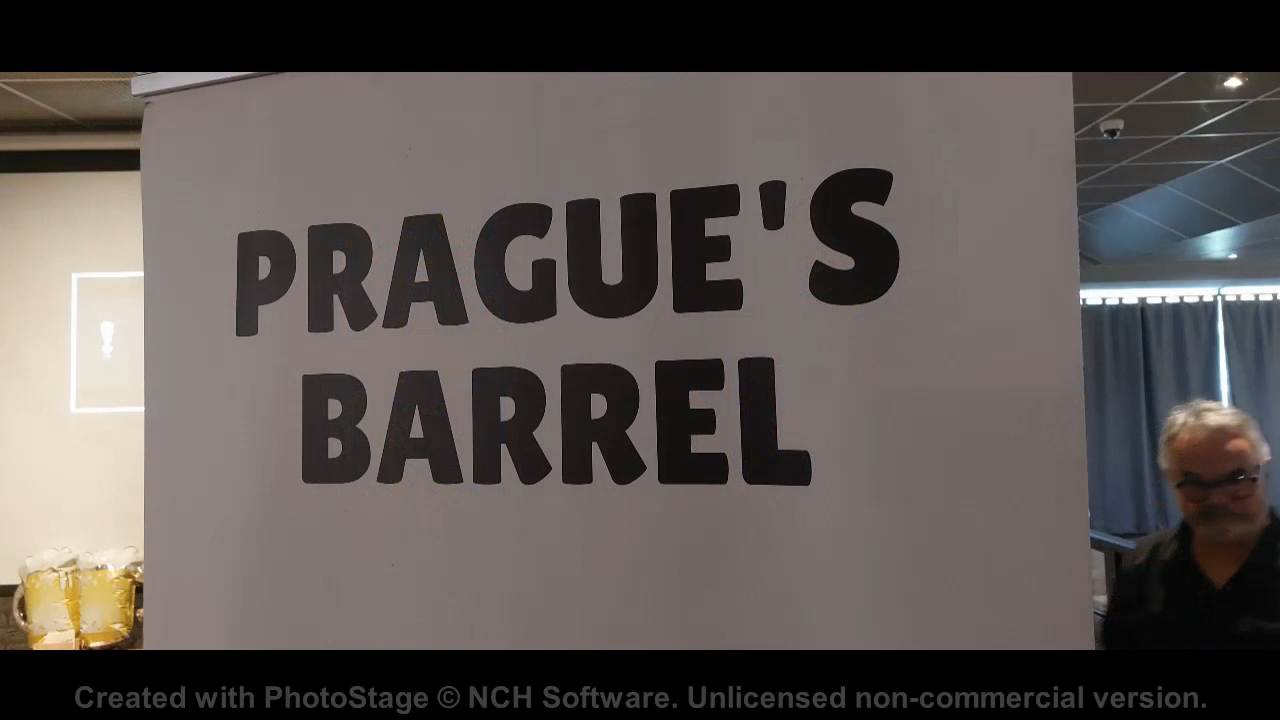 PRAGUE'S
BARREL
Created with PhotoStage © NCH Software. Unlicensed non-commercial version.